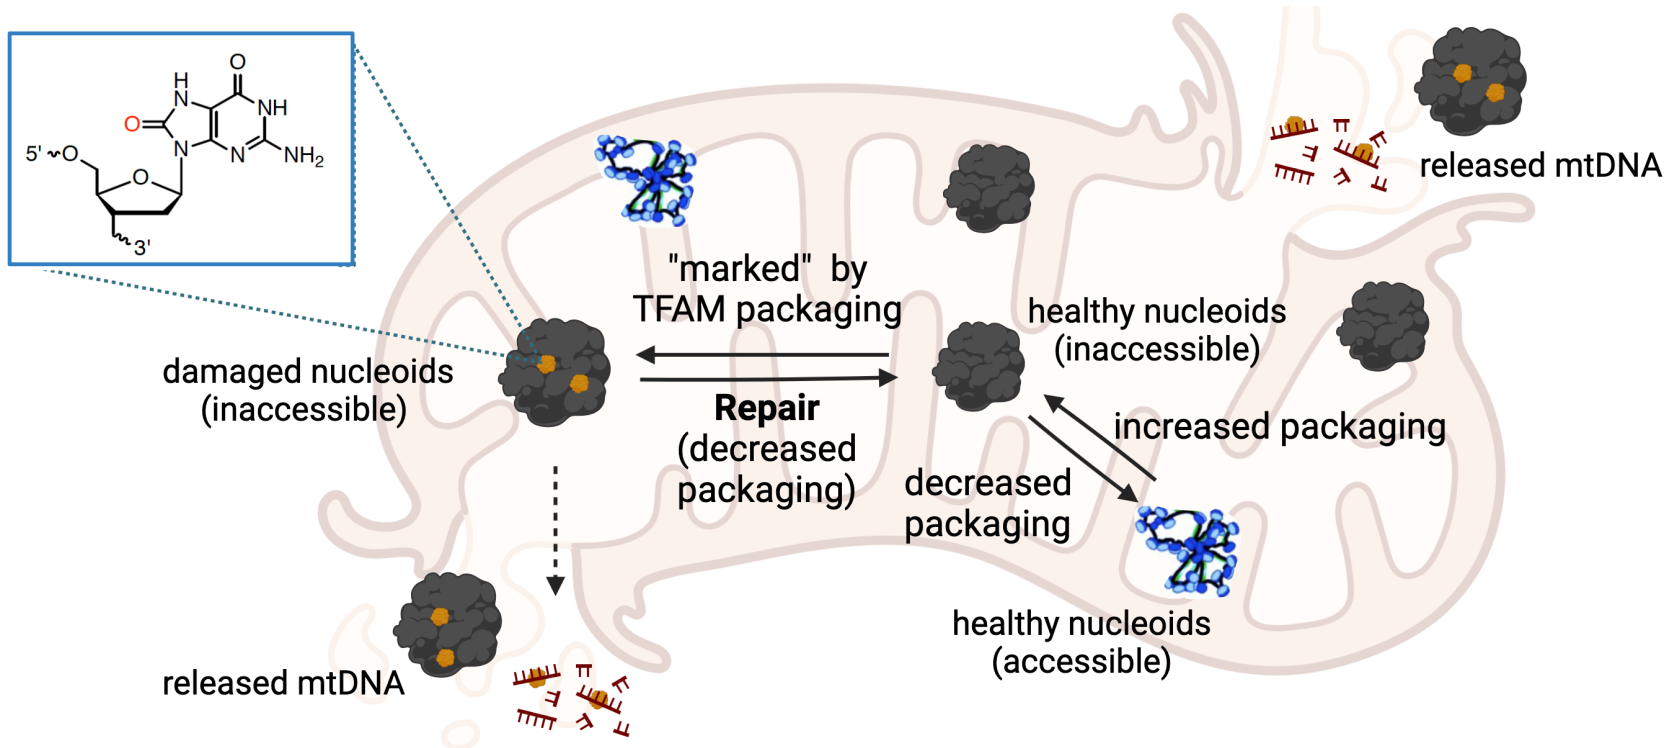 O
H
N
NH
O
N
N
NH2
5'
O
O
3'
released mtDNA
"marked" by
TFAM packaging
healthy nucleoids
(inaccessible)
damaged nucleoids
(inaccessible)
Repair
(decreased
packaging)
increased packaging
decreased
packaging
healthy nucleoids
(accessible)
released mtDNA